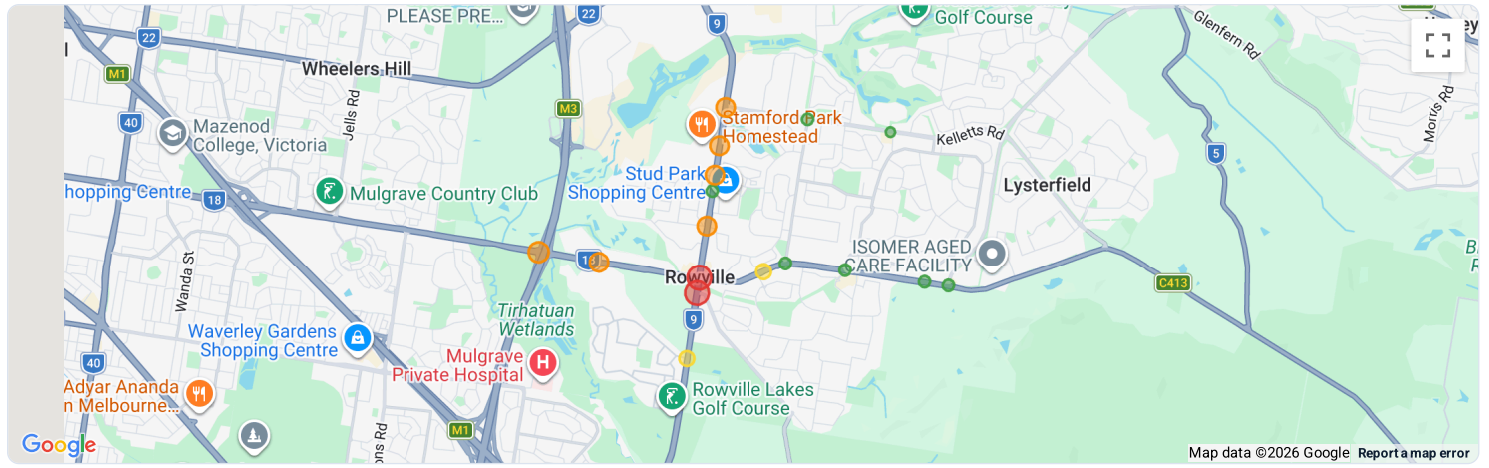 PLEASE PRE...
22
9
Golf Course
Glenfern Rd
22
Wheelers Hill
M1
M3
Jells Rd
Morris Rd
40
Mazenod
College, Victoria
Stamford Park
Homestead
Kelletts Rd
5
Stud Park
Shopping Centre
Lysterfield
hopping Centre
18
Mulgrave Country Club
ISOMER AGED
CARE FACILITY
18
Rowville
Wanda St
C413
Tirhatuan
Wetlands
9
Waverley Gardens
Shopping Centre
Mulgrave
Private Hospital
H
40
Adyar Ananda
n Melbourne...
Rowville Lakes
Golf Course
M1
ons Rd
Google
Map data ©2026 Google
Report a map error